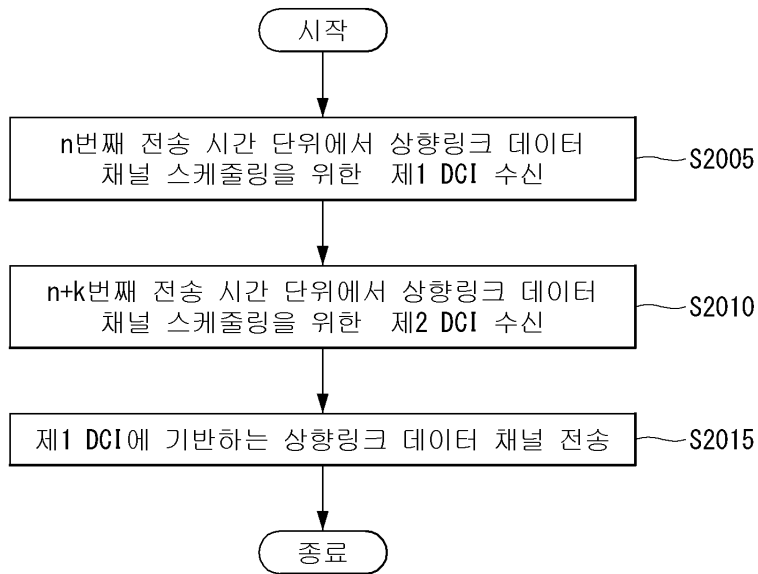 시작
n번째 전송 시간 단위에서 상향링크 데이터
채널 스케줄링을 위한 제1 DCI 수신
S2005
n+k번째 전송 시간 단위에서 상향링크 데이터
채널 스케줄링을 위한 제2 DCI 수신
S2010
제1 DCI에 기반하는 상향링크 데이터 채널 전송
S2015
종료